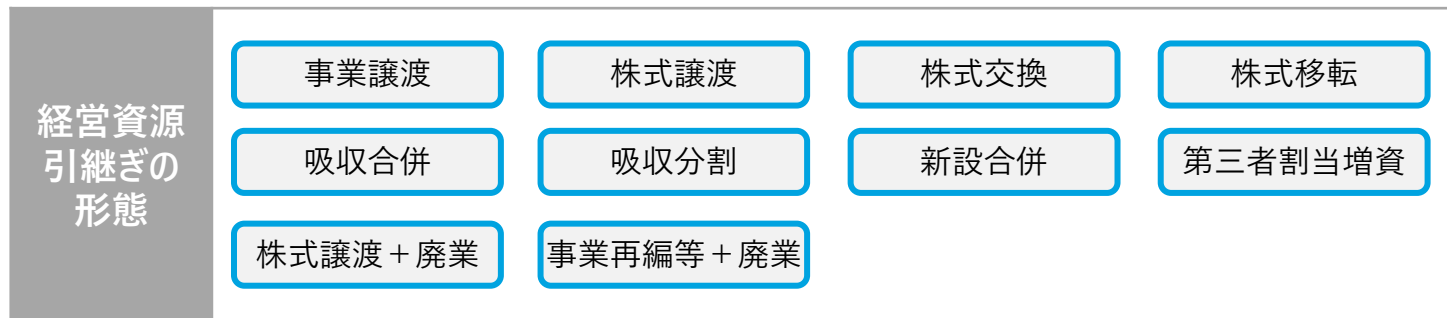 経営資源
引継ぎの
形態
事業譲渡
株式譲渡
株式交換
株式移転
吸収合併
吸収分割
新設合併
第三者割当増資
株式譲渡＋廃業
事業再編等＋廃業